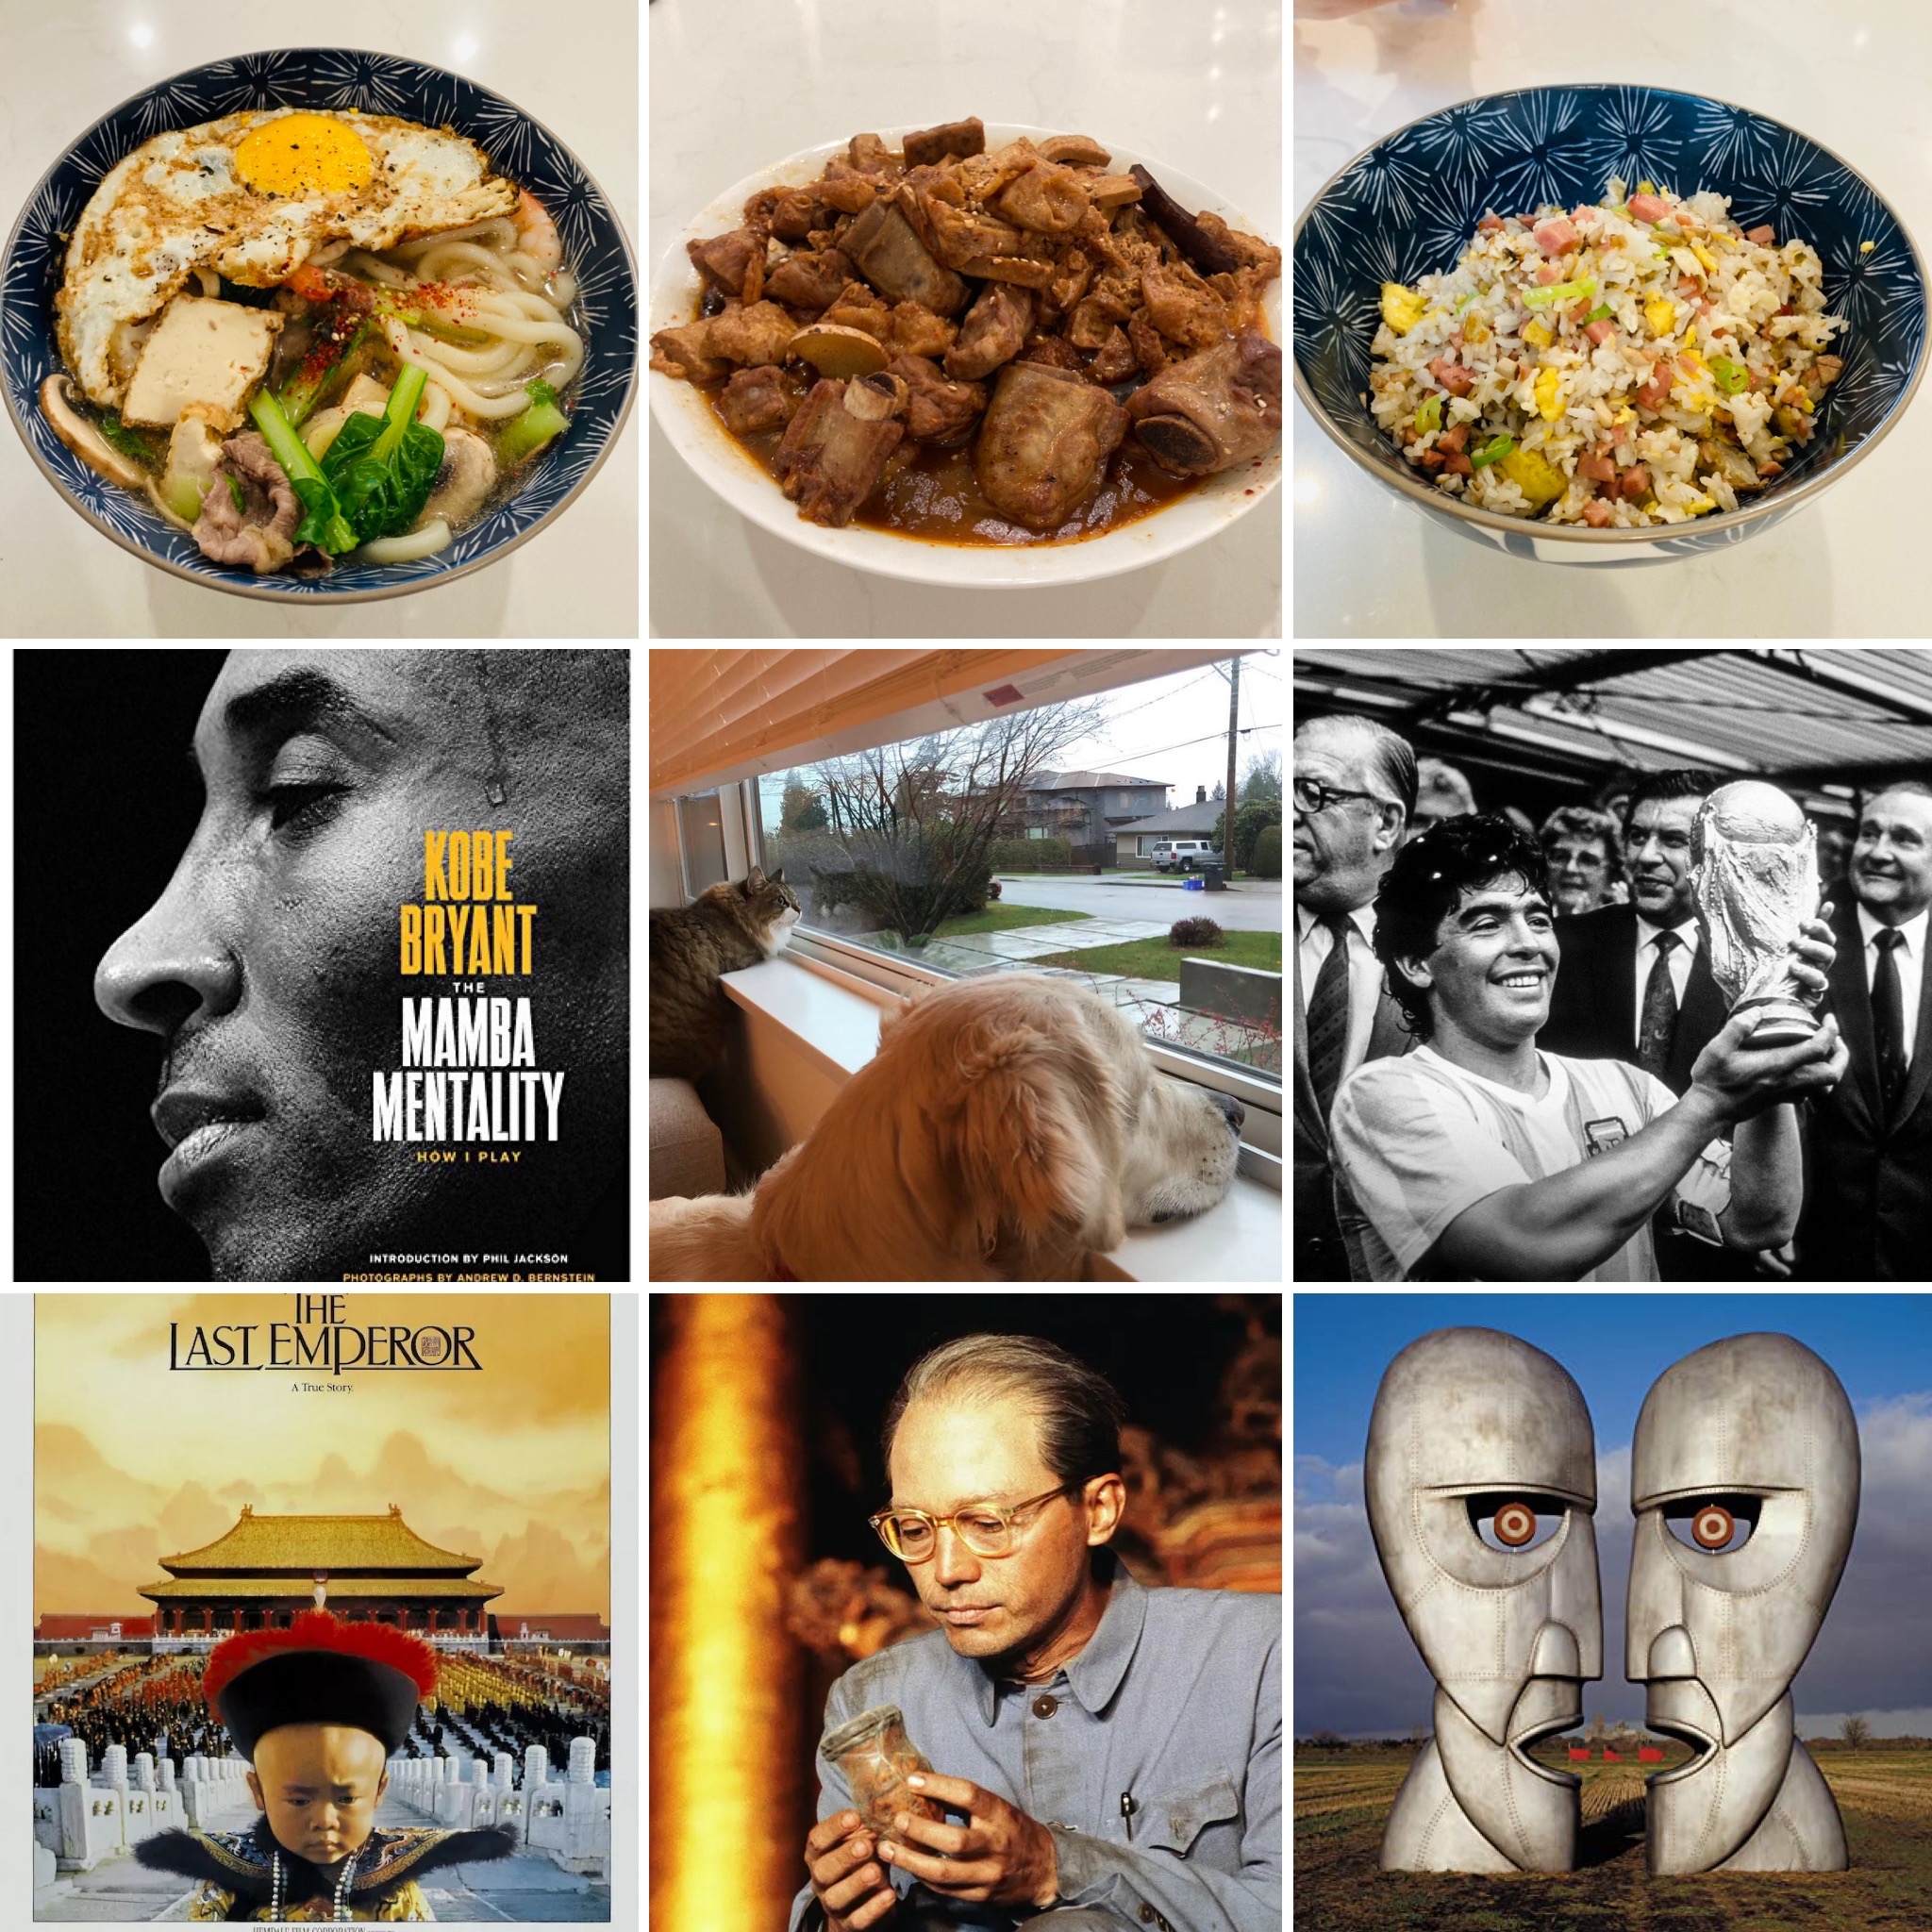 KOBE
BRYANT
THE
MAMBA
MENTALITY
HOW I PLAY
INTRODUCTION BY PHIL JACKSON
PHOTOGRAPHS BY ANDREW D. BERNSTEIN
THE
LAST EMPEROR
A True Story.
HEMDALE FILM CORPORATION